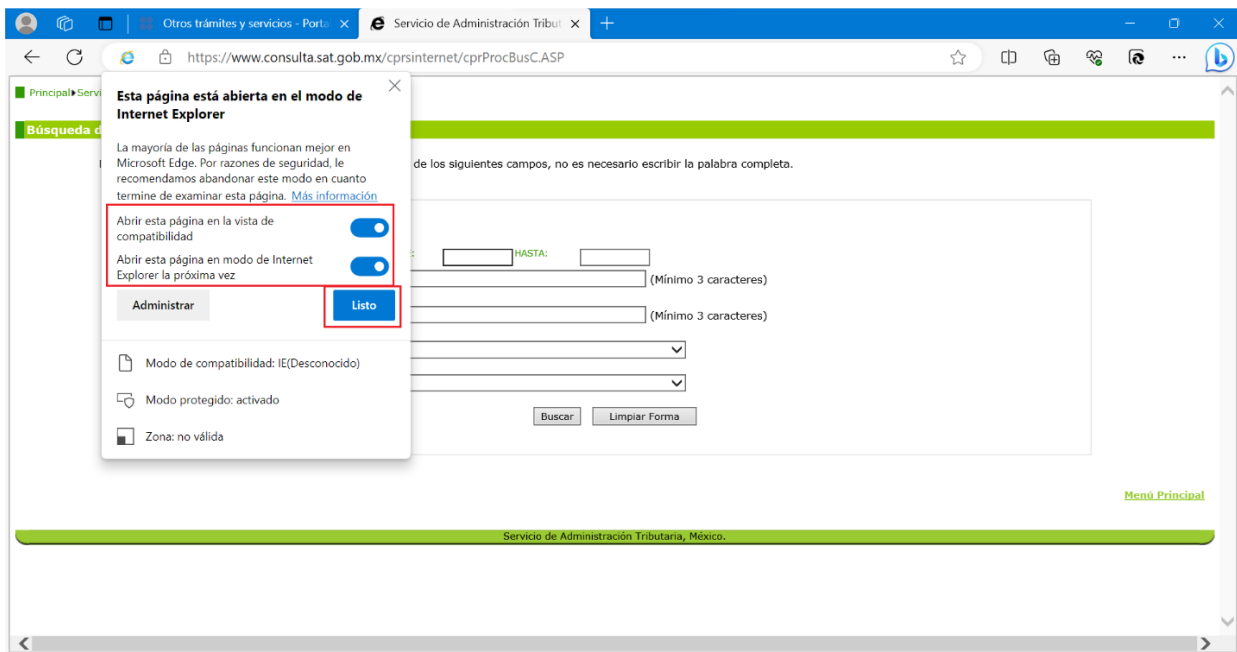 Otros trámites y servicios - Porta
Servicio de Administración Tribut
https://www.consulta.sat.gob.mx/cprsinternet/cprProcBusC.ASP
Principal
Esta página está abierta en el modo de
Internet Explorer
Búsqueda
La mayoría de las páginas funcionan mejor en
Microsoft Edge. Por razones de seguridad, le
recomendamos abandonar este modo en cuanto
termine de examinar esta página. Más información
de los siguientes campos, no es necesario escribir la palabra completa.
Abrir esta página en la vista de
compatibilidad
Abrir esta página en modo de Internet
Explorer la próxima vez
HASTA:
(Mínimo 3 caracteres)
Administrar
Listo
(Mínimo 3 caracteres)
Modo de compatibilidad: IE(Desconocido)
Modo protegido: activado
Buscar
Limpiar Forma
Zona: no válida
Menú Principal
Servicio de Administración Tributaria, México.